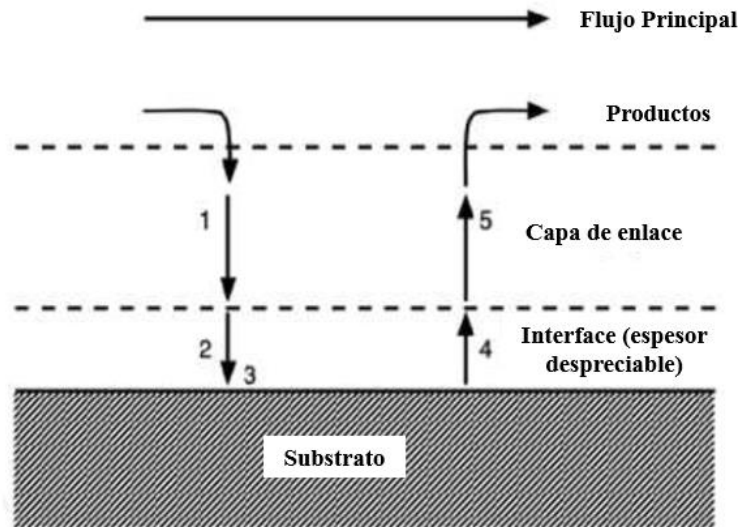 Flujo Principal
Productos
1
5
Capa de enlace
2
3
4
Interface (espesor
despreciable)
Substrato